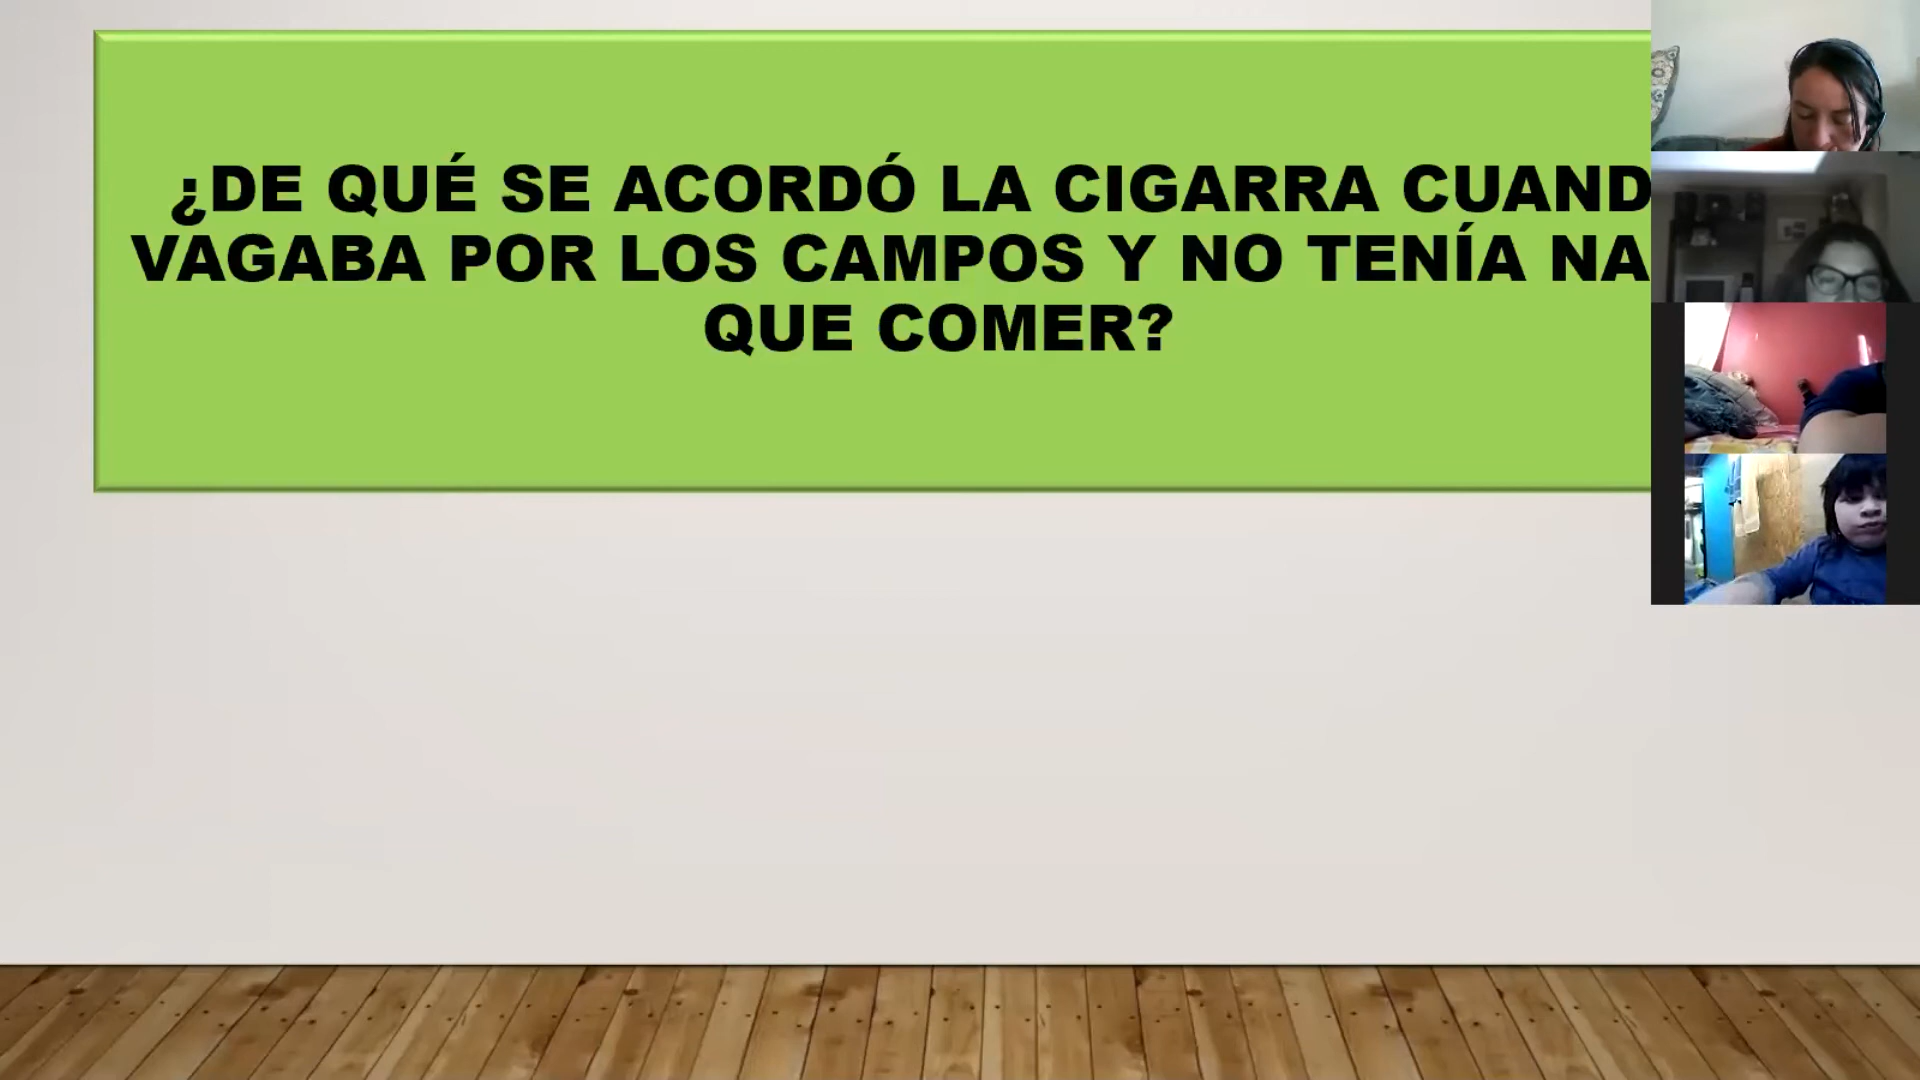 ¿DE QUÉ SE ACORDÓ LA CIGARRA CUAND
VAGABA POR LOS CAMPOS Y NO TENÍA NA
QUE COMER?